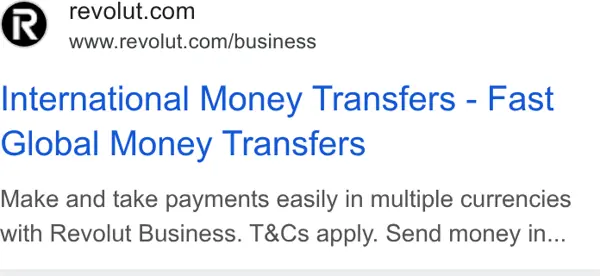 R
revolut.com
www.revolut.com/business
International Money Transfers - Fast
Global Money Transfers
Make and take payments easily in multiple currencies
with Revolut Business. T&Cs apply. Send money in...